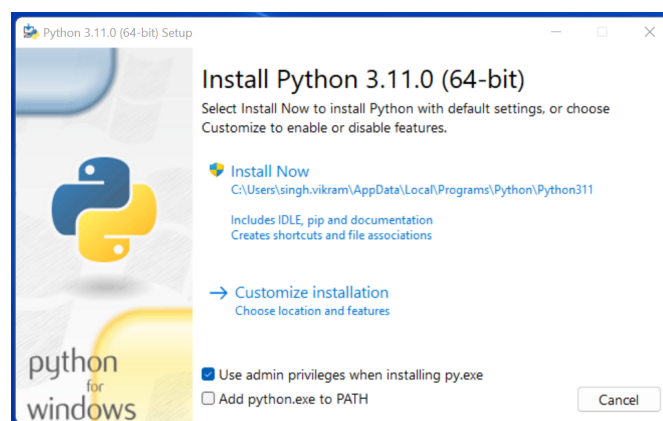 Python 3.11.0 (64-bit) Setup
Install Python 3.11.0 (64-bit)
Select Install Now to install Python with default settings, or choose
Customize to enable or disable features.
Install Now
C:\Users\singh.vikram\AppData\Local\Programs\Python\Python311
Includes IDLE, pip and documentation
Creates shortcuts and file associations
Customize installation
Choose location and features
python
for
windows
Use admin privileges when installing py.exe
Add python.exe to PATH
Cancel